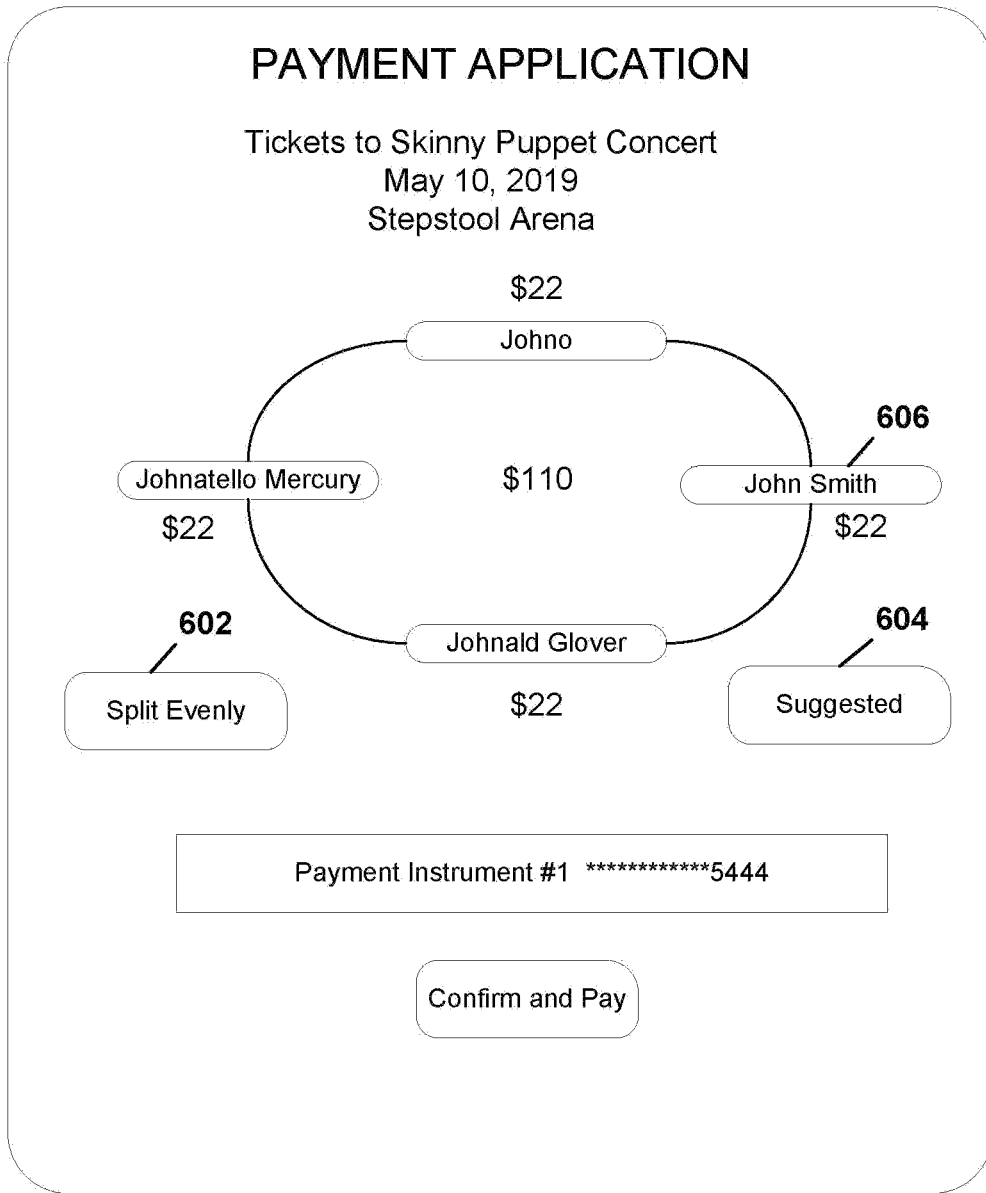 PAYMENT APPLICATION
Tickets to Skinny Puppet Concert
May 10, 2019
Stepstool Arena
$22
Johno
606
Johnatello Mercury
$110
John Smith
$22
$22
602
604
Johnald Glover
Split Evenly
$22
Suggested
Payment Instrument #1 ************5444
Confirm and Pay